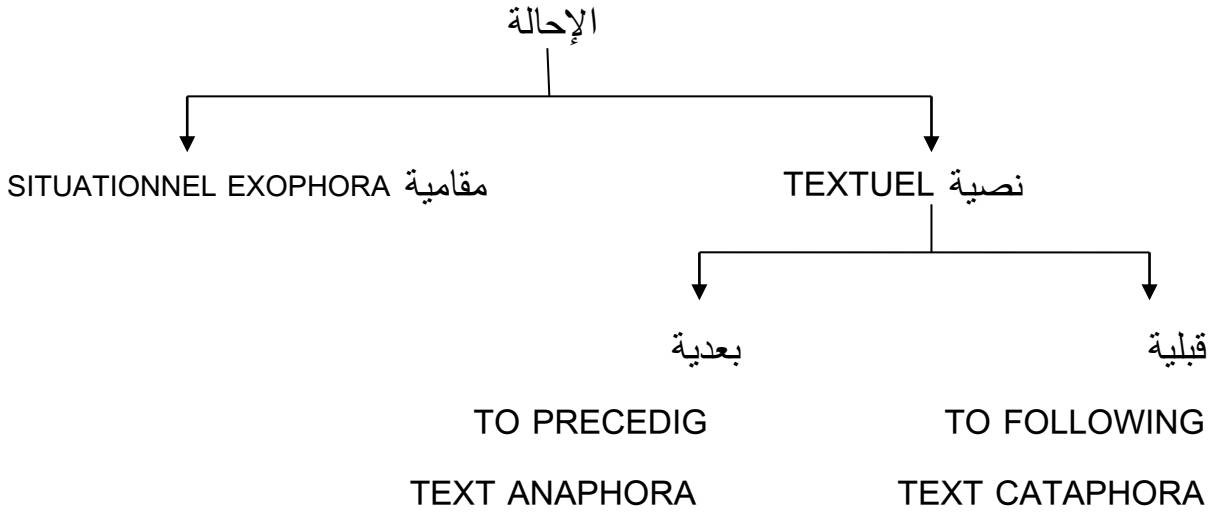 الإحالة
SITUATIONNEL EXOPHORA مقامية
TEXTUEL نصية
بعدية
قبلية
TO PRECEDIG
TO FOLLOWING
TEXT ANAPHORA
TEXT CATAPHORA